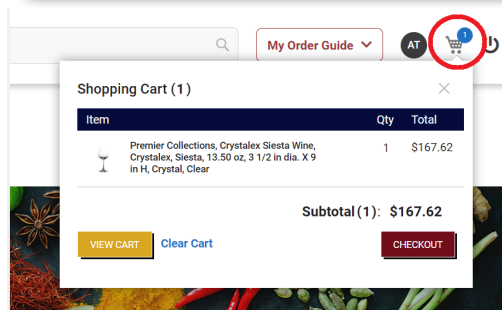 My Order Guide
AT
1
Shopping Cart (1)
Item Qty Total
Premier Collections, Crystalex Siesta Wine, 1 $167.62
Crystalex, Siesta, 13.50 oz, 3 1/2 in dia. X 9
in H, Crystal, Clear
Subtotal (1): $167.62
VIEW CART Clear Cart CHECKOUT